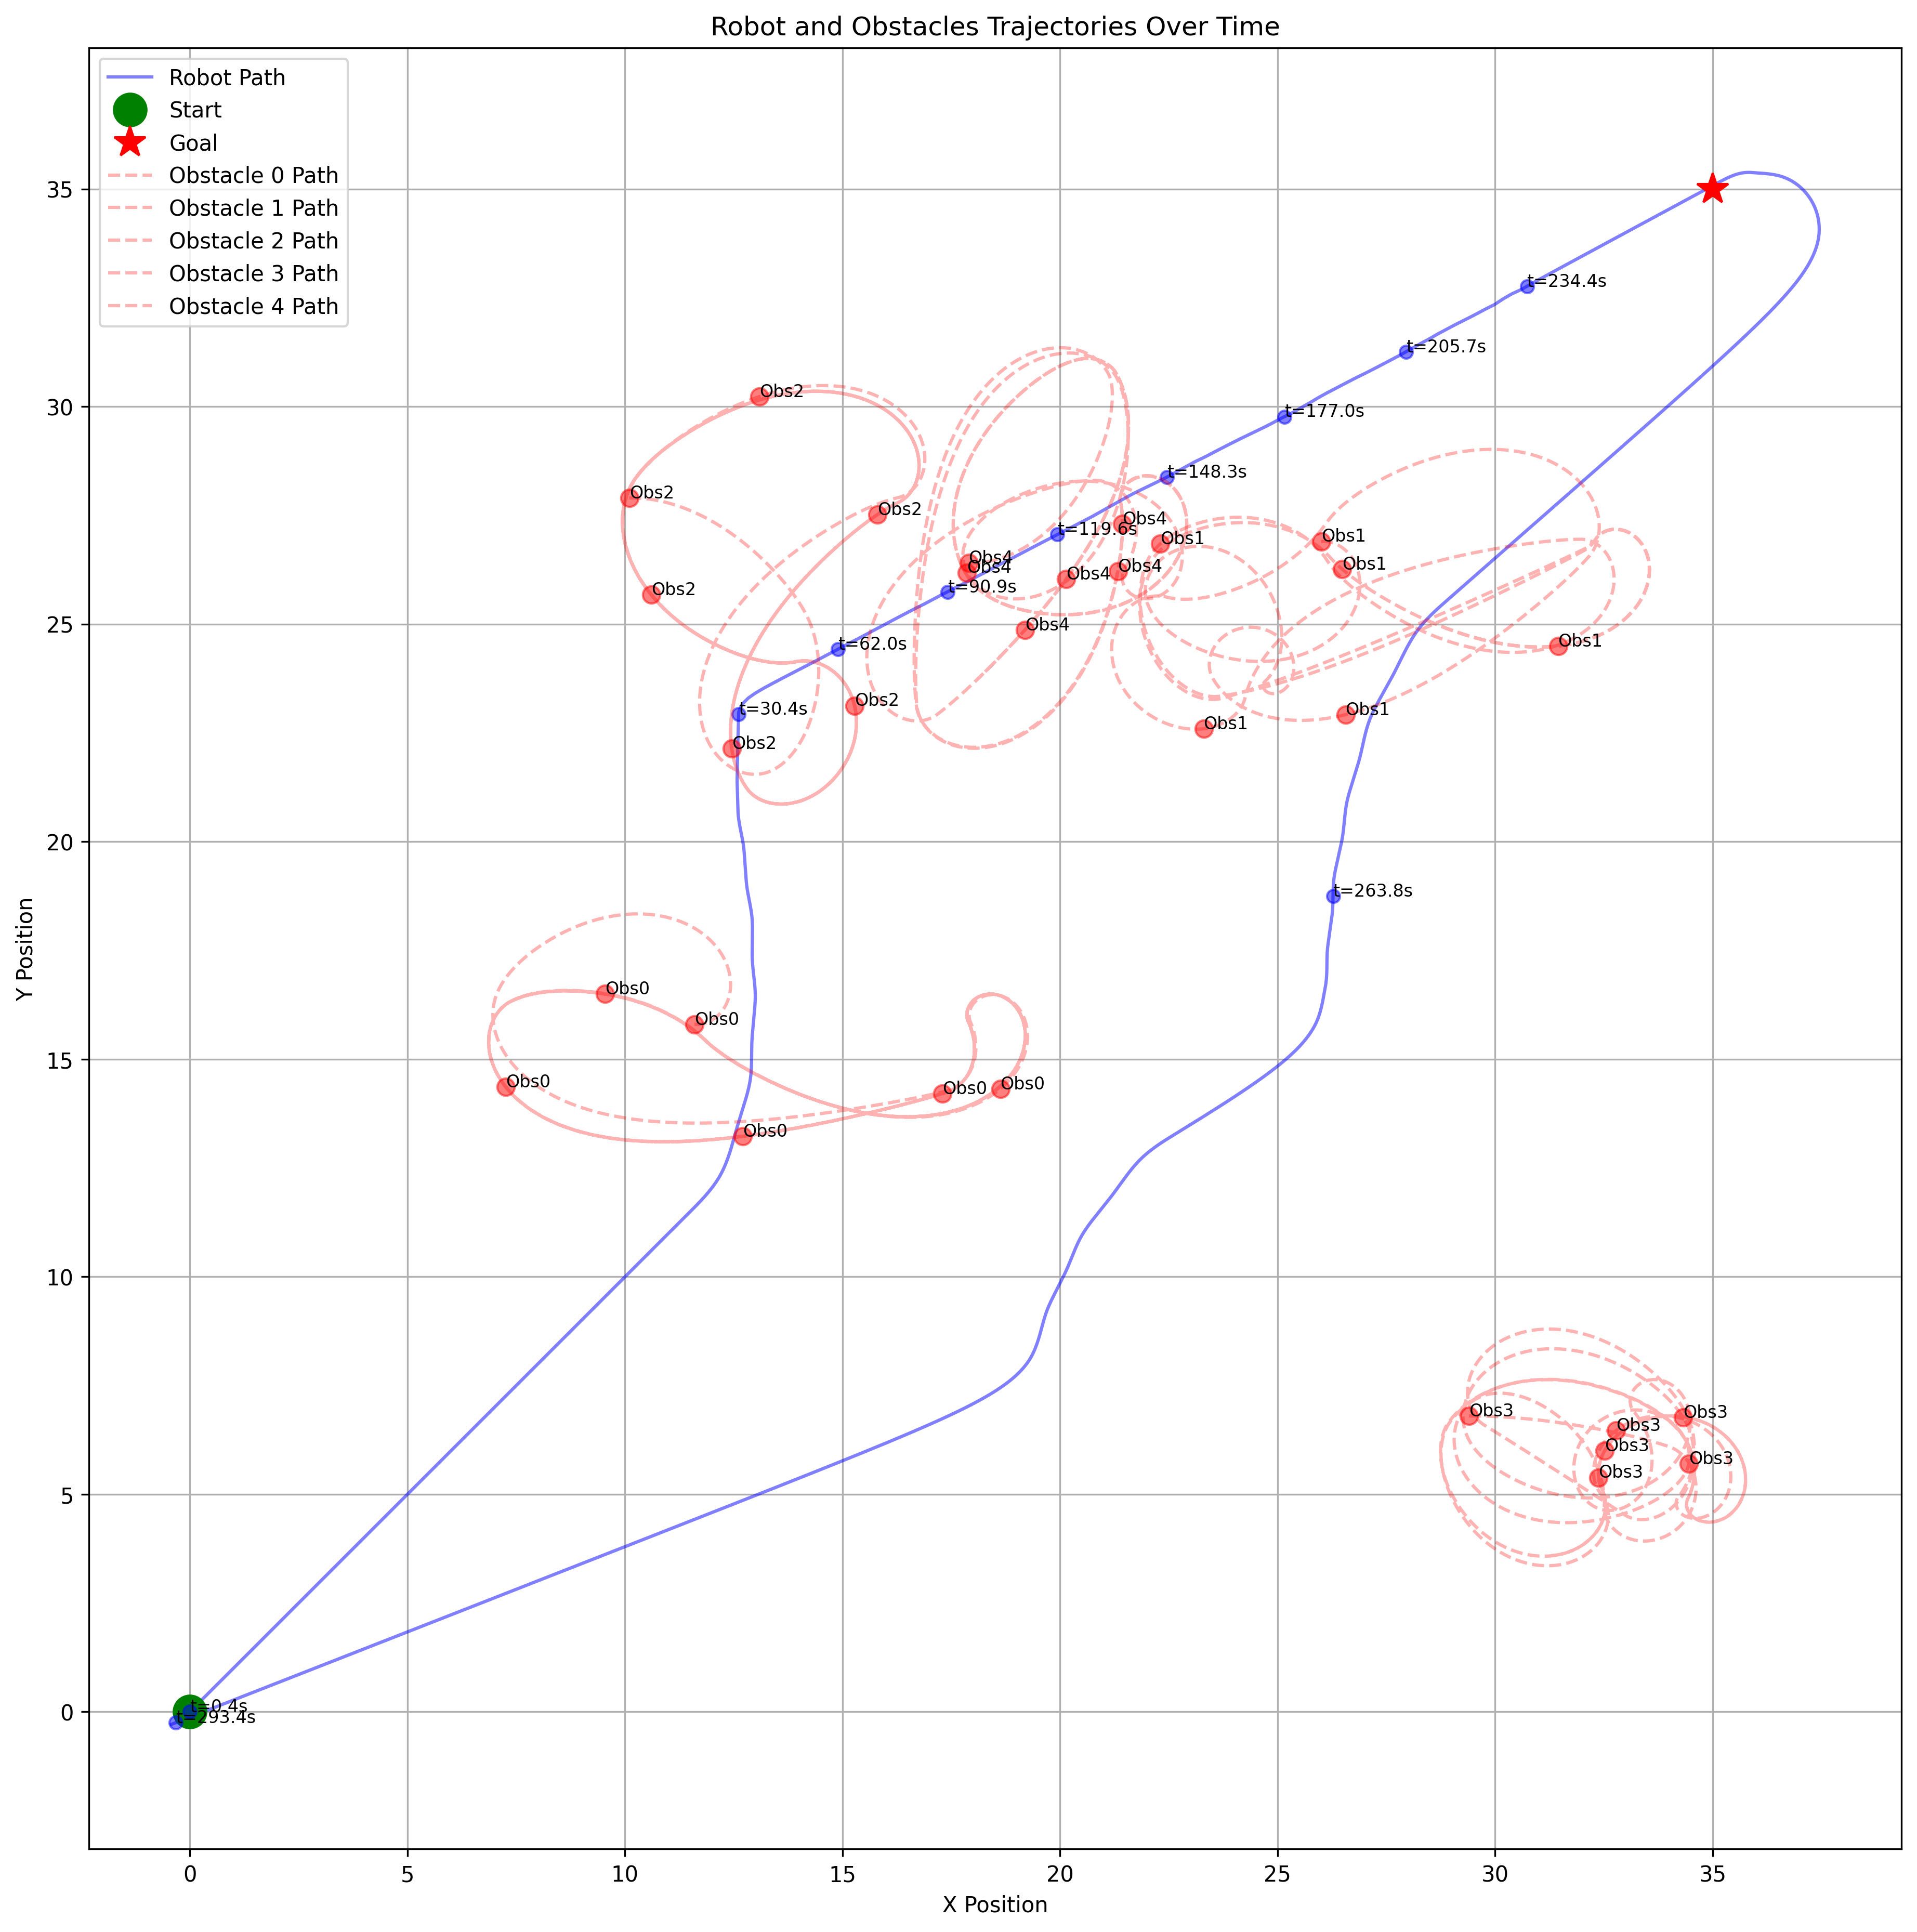 Robot and Obstacles Trajectories Over Time
Robot Path
Start
Goal
Obstacle 0 Path
Obstacle 1 Path
Obstacle 2 Path
Obstacle 3 Path
Obstacle 4 Path
35
30
25
20
15
10
5
0
Y Position
t=234.4s
t=205.7s
t=177.0s
t=148.3s
t=119.6s
t=90.9s
t=62.0s
t=30.4s
t=263.8s
t=0.4s
t=293.4s
Obs2
Obs2
Obs2
Obs2
Obs2
Obs2
Obs4
Obs4
Obs4
Obs4
Obs4
Obs4
Obs1
Obs1
Obs1
Obs1
Obs1
Obs1
Obs0
Obs0
Obs0
Obs0
Obs0
Obs0
Obs3
Obs3
Obs3
Obs3
Obs3
Obs3
0
5
10
15
20
25
30
35
X Position